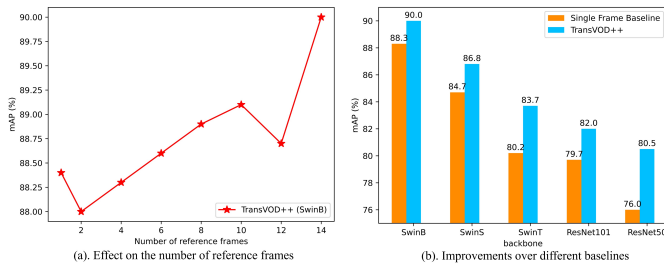 90.00
89.75
89.50
89.25
89.00
88.75
88.50
88.25
88.00
mAP (%)
2 4 6 8 10 12 14
Number of reference frames
TransVOD++ (SwinB)
(a). Effect on the number of reference frames
90
88
86
84
82
80
78
76
mAP (%)
Single Frame Baseline
TransVOD++
88.3 90.0
84.7 86.8
80.2 83.7
79.7 82.0
76.0 80.5
SwinB SwinS SwinT ResNet101 ResNet50
backbone
(b). Improvements over different baselines